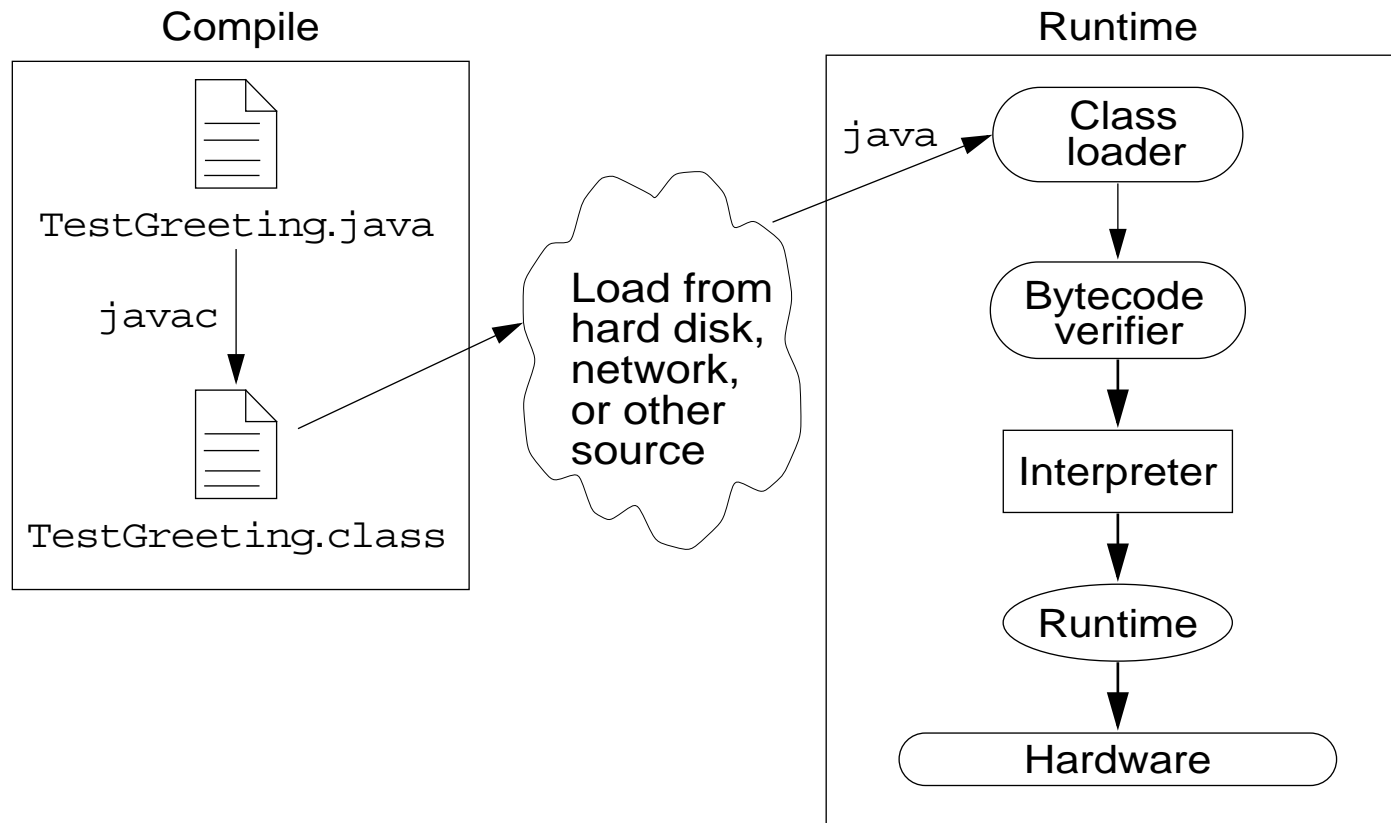 Compile
TestGreeting.java
javac
TestGreeting.class
Load from
hard disk,
network,
or other
source
Runtime
java
Class
loader
Bytecode
verifier
Interpreter
Runtime
Hardware